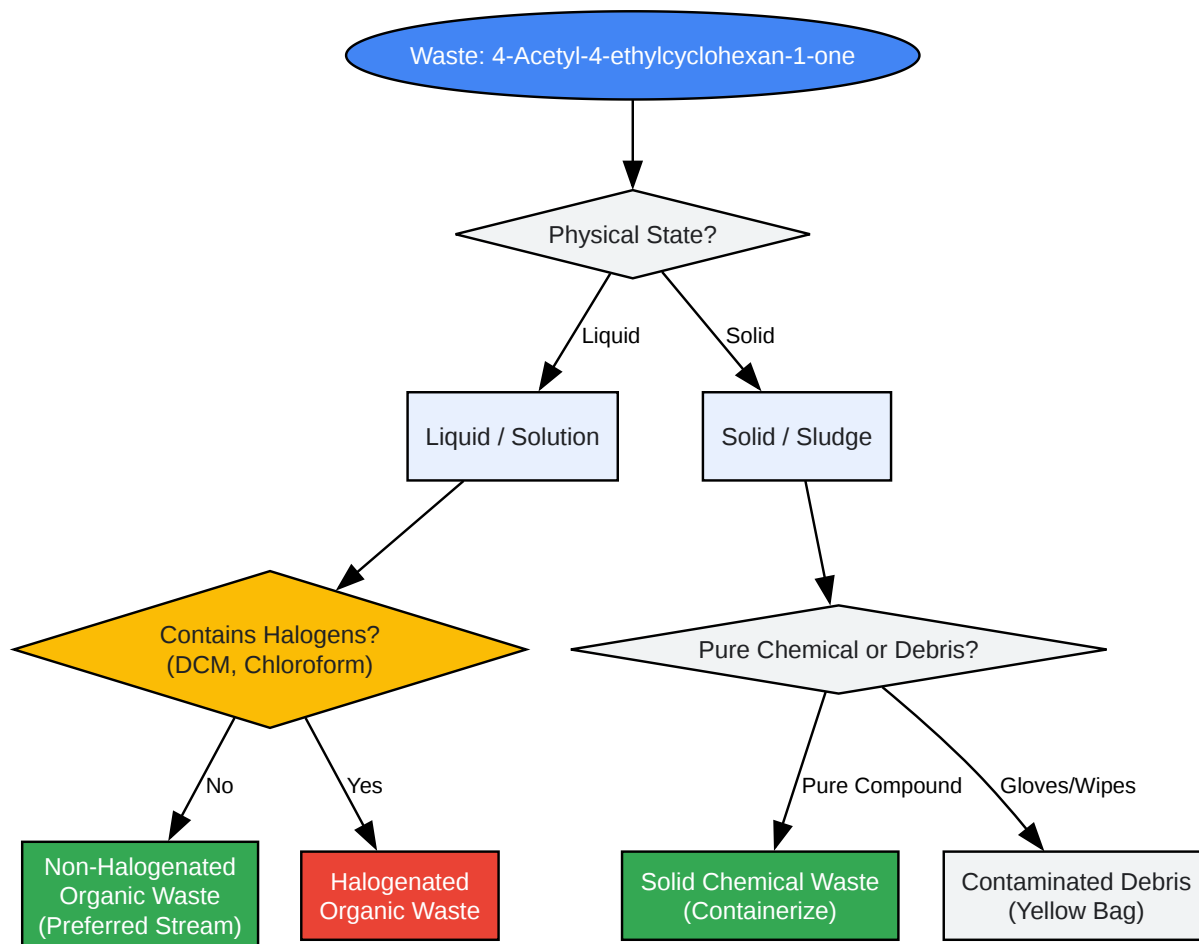 Waste: 4-Acetyl-4-ethylcyclohexan-1-one
Physical State?
Liquid
Solid
Liquid / Solution
Solid / Sludge
Contains Halogens?
(DCM, Chloroform)
Pure Chemical or Debris?
No
Yes
Pure Compound
Gloves/Wipes
Non-Halogenated
Organic Waste
(Preferred Stream)
Halogenated
Organic Waste
Solid Chemical Waste
(Containerize)
Contaminated Debris
(Yellow Bag)